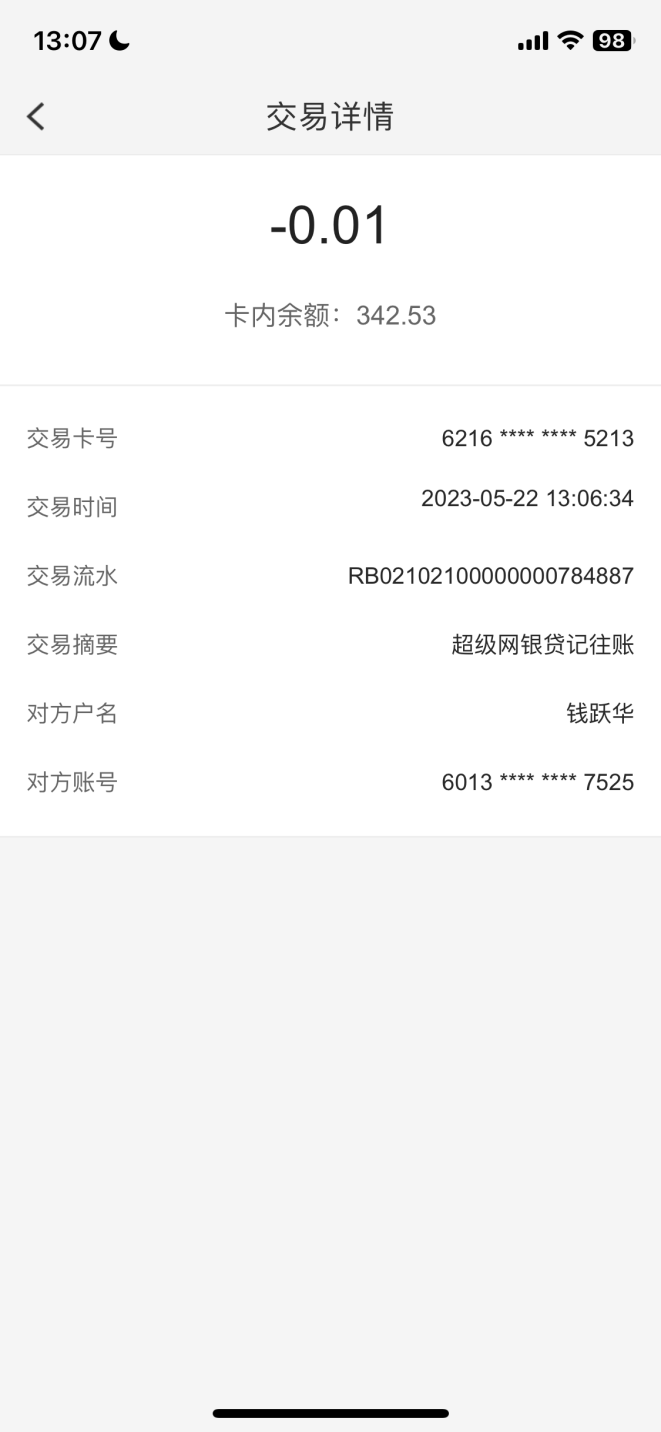 13:07
98
交易详情
-0.01
卡内余额：342.53
交易卡号 6216 **** **** 5213
交易时间 2023-05-22 13:06:34
交易流水 RB02102100000000784887
交易摘要 超级网银贷记往账
对方户名 钱跃华
对方账号 6013 **** **** 7525